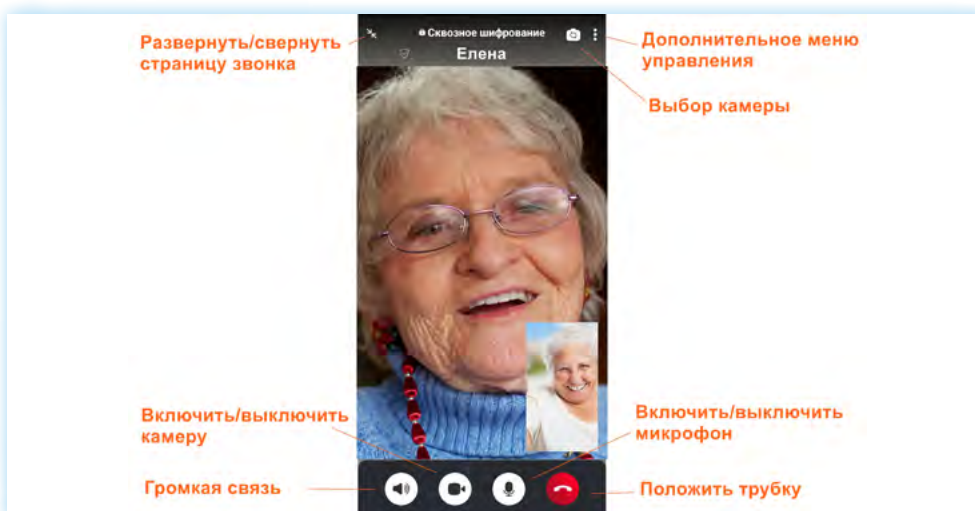 Развернуть/свернуть
страницу звонка
Сквозное шифрование
Елена
Дополнительное меню
управления
Выбор камеры
Включить/выключить
камеру
Включить/выключить
микрофон
Громкая связь
Положить трубку